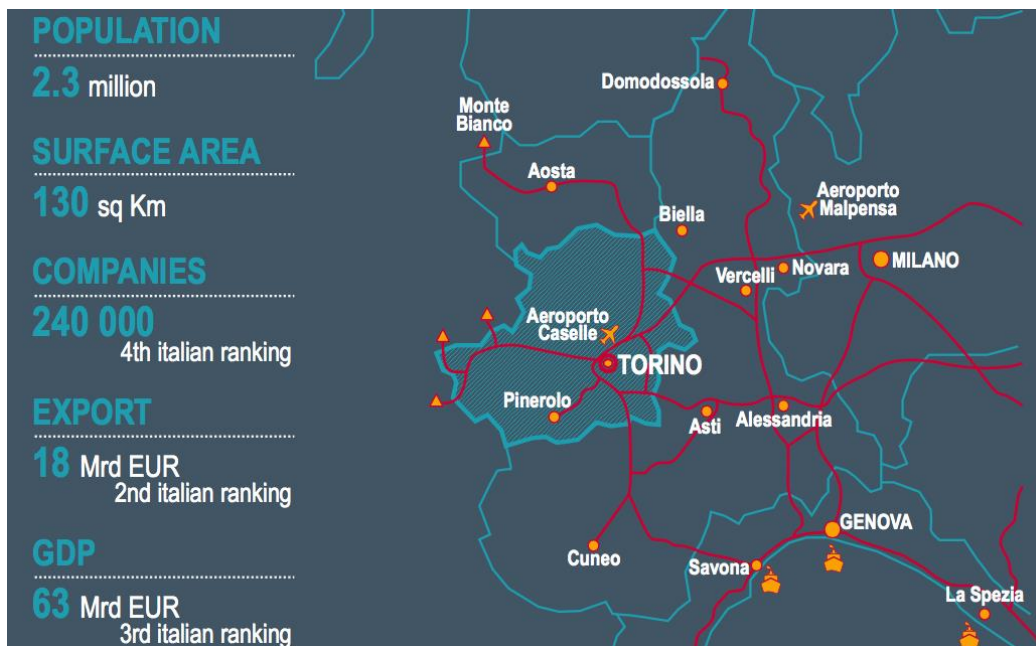 POPULATION
2.3 million
SURFACE AREA
130 sq Km
COMPANIES
240 000
4th italian ranking
EXPORT
18 Mrd EUR
2nd italian ranking
GDP
63 Mrd EUR
3rd italian ranking
Domodossola
Monte
Bianco
Aosta
Biella
Aeroporto
Malpensa
Vercelli
Novara
MILANO
Aeroporto
Caselle
TORINO
Pinerolo
Asti
Alessandria
Cuneo
Savona
GENOVA
La Spezia